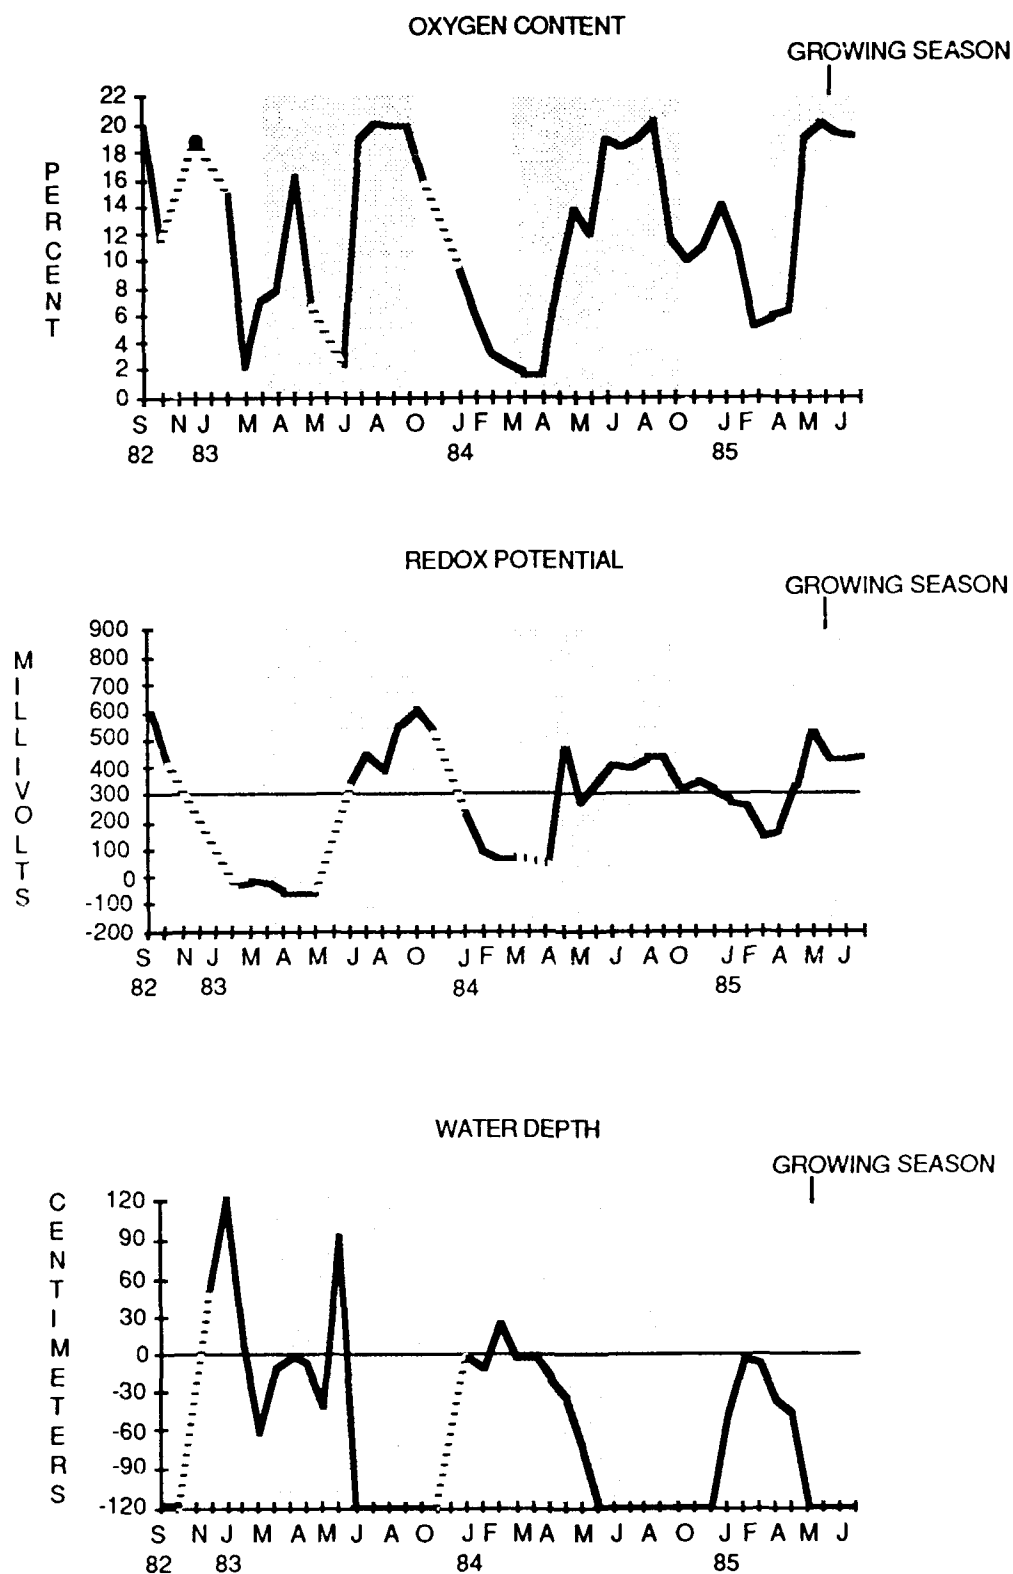 OXYGEN CONTENT
GROWING SEASON
PERCENT
22
20
18
16
14
12
10
8
6
4
2
0
S N J M A M J A O J F M A M J A O J F A M J
82 83 84 85
REDOX POTENTIAL
GROWING SEASON
MILLIVOLTS
900
800
700
600
500
400
300
200
100
0
-100
-200
S N J M A M J A O J F M A M J A O J F A M J
82 83 84 85
WATER DEPTH
GROWING SEASON
CENTIMETERS
120
90
60
30
0
-30
-60
-90
-120
S N J M A M J A O J F M A M J A O J F A M J
82 83 84 85